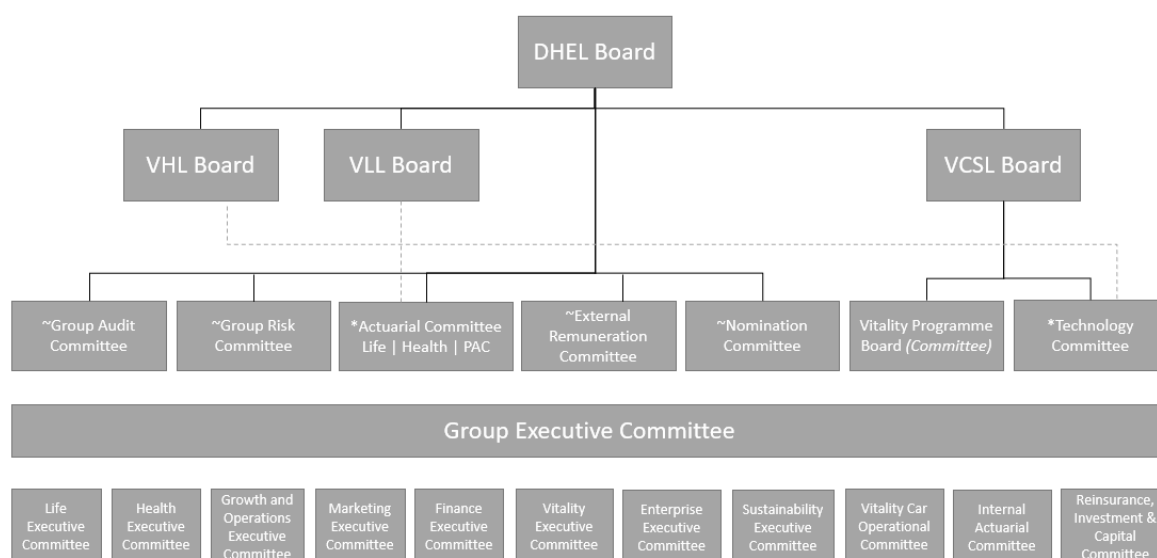 DHEL Board
VHL Board
VLL Board
VCSL Board
~Group Audit
Committee
~Group Risk
Committee
*Actuarial Committee
Life | Health | PAC
~External
Remuneration
Committee
~Nomination
Committee
Vitality Programme
Board (Committee)
*Technology
Committee
Group Executive Committee
Life
Executive
Committee
Health
Executive
Committee
Growth and
Operations
Executive
Committee
Marketing
Executive
Committee
Finance
Executive
Committee
Vitality
Executive
Committee
Enterprise
Executive
Committee
Sustainability
Executive
Committee
Vitality Car
Operational
Committee
Internal
Actuarial
Committee
Reinsurance,
Investment &
Capital
Committee